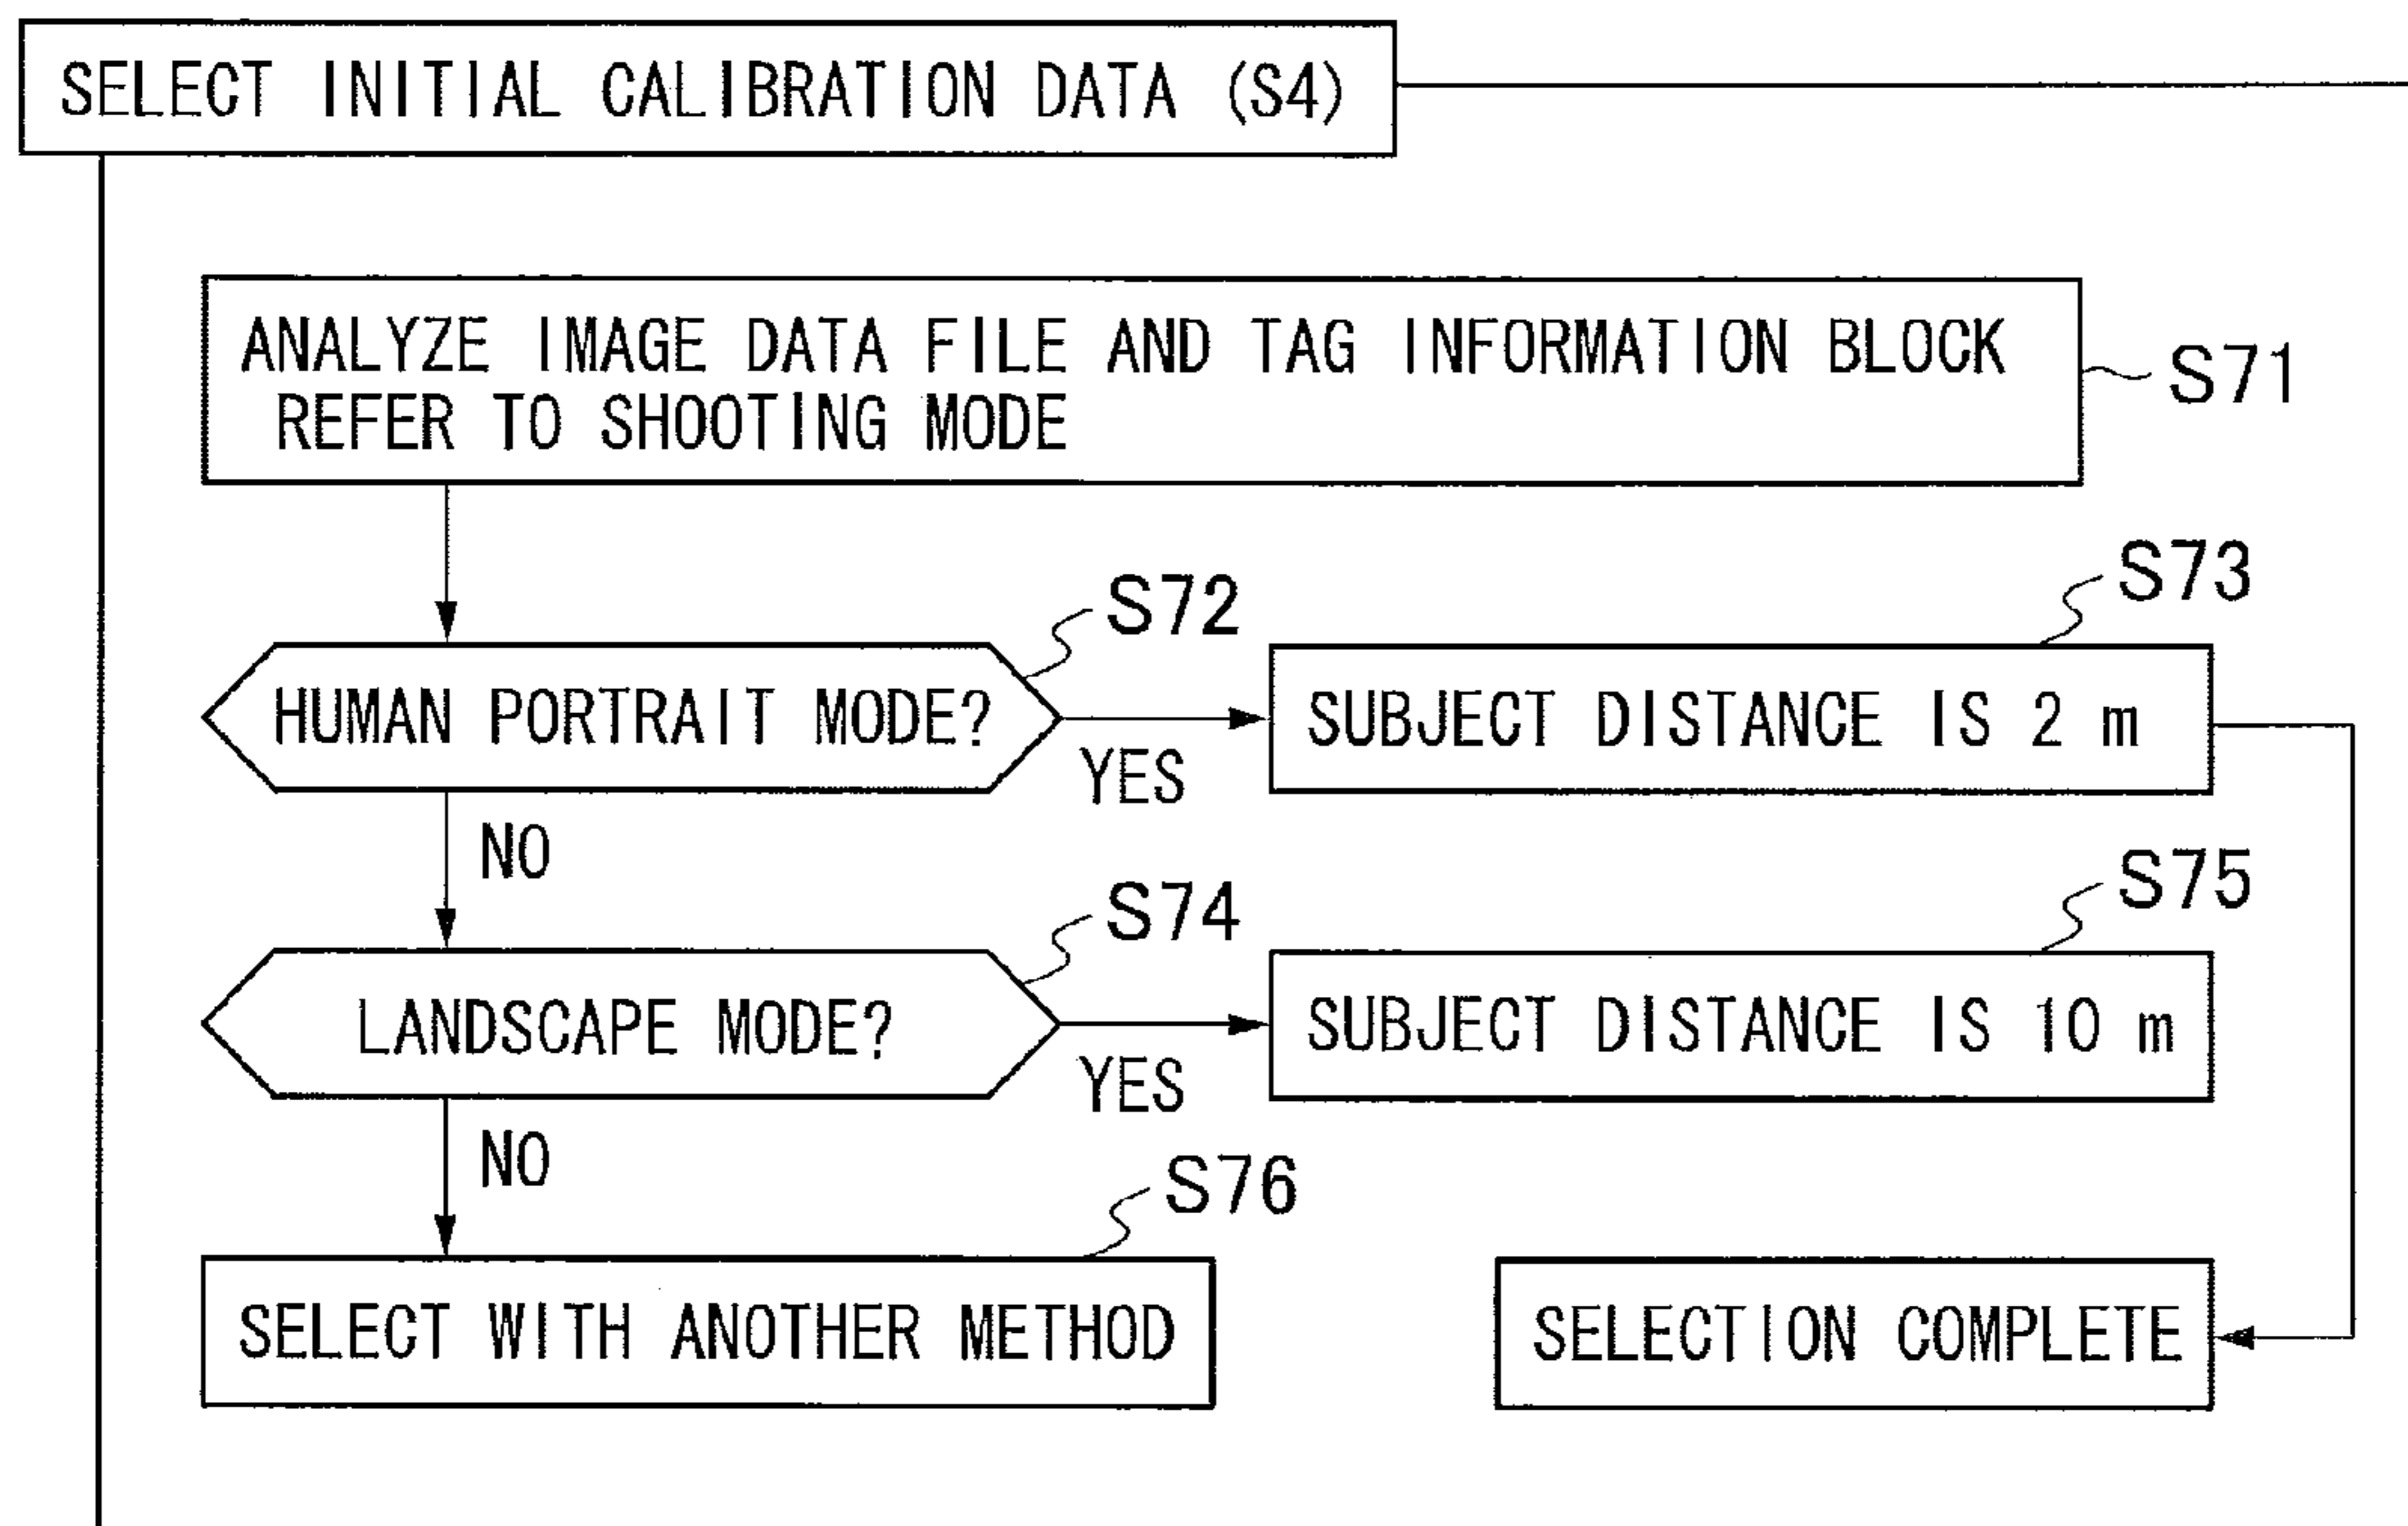 SELECT INITIAL CALIBRATION DATA (S4)
ANALYZE IMAGE DATA FILE AND TAG INFORMATION BLOCK
REFER TO SHOOTING MODE
S71
S72
HUMAN PORTRAIT MODE?
YES
S73
SUBJECT DISTANCE IS 2 m
NO
S74
LANDSCAPE MODE?
YES
S75
SUBJECT DISTANCE IS 10 m
NO
S76
SELECT WITH ANOTHER METHOD
SELECTION COMPLETE